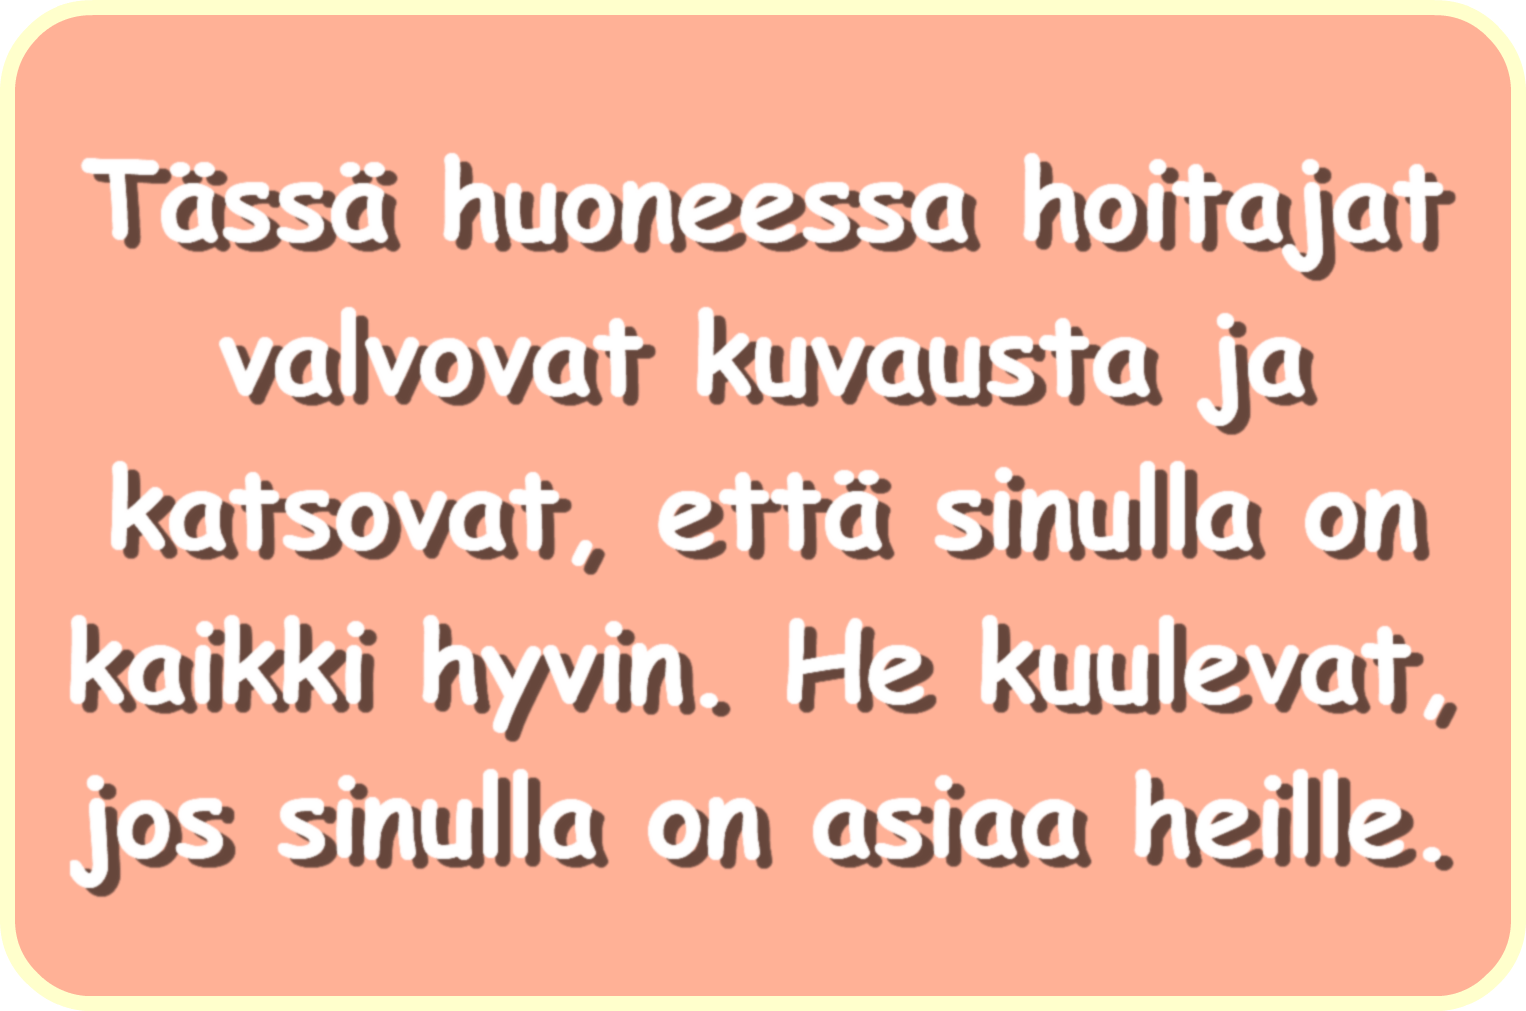 Tässä huoneessa hoitajat
valvovat kuvausta ja
katsovat, että sinulla on
kaikki hyvin. He kuulevat,
jos sinulla on asiaa heille.